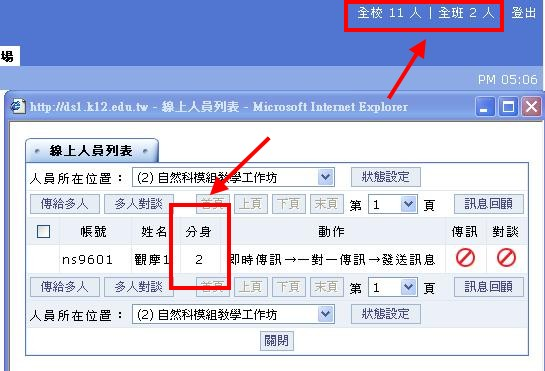 全校 11 人 | 全班 2 人 登出
場
PM 05:06
http://ds1.k12.edu.tw - 線上人員列表 - Microsoft Internet Explorer
線上人員列表
人員所在位置： (2) 自然科模組教學工作坊 狀態設定
傳給多人 多人對談 首頁 上頁 下頁 末頁 第 1 頁 訊息回顧
帳號 姓名 分身 動作 傳訊 對談
ns9601 觀摩1 2 即時傳訊→一對一傳訊→發送訊息
傳給多人 多人對談 首頁 上頁 下頁 末頁 第 1 頁 訊息回顧
人員所在位置： (2) 自然科模組教學工作坊 狀態設定
關閉